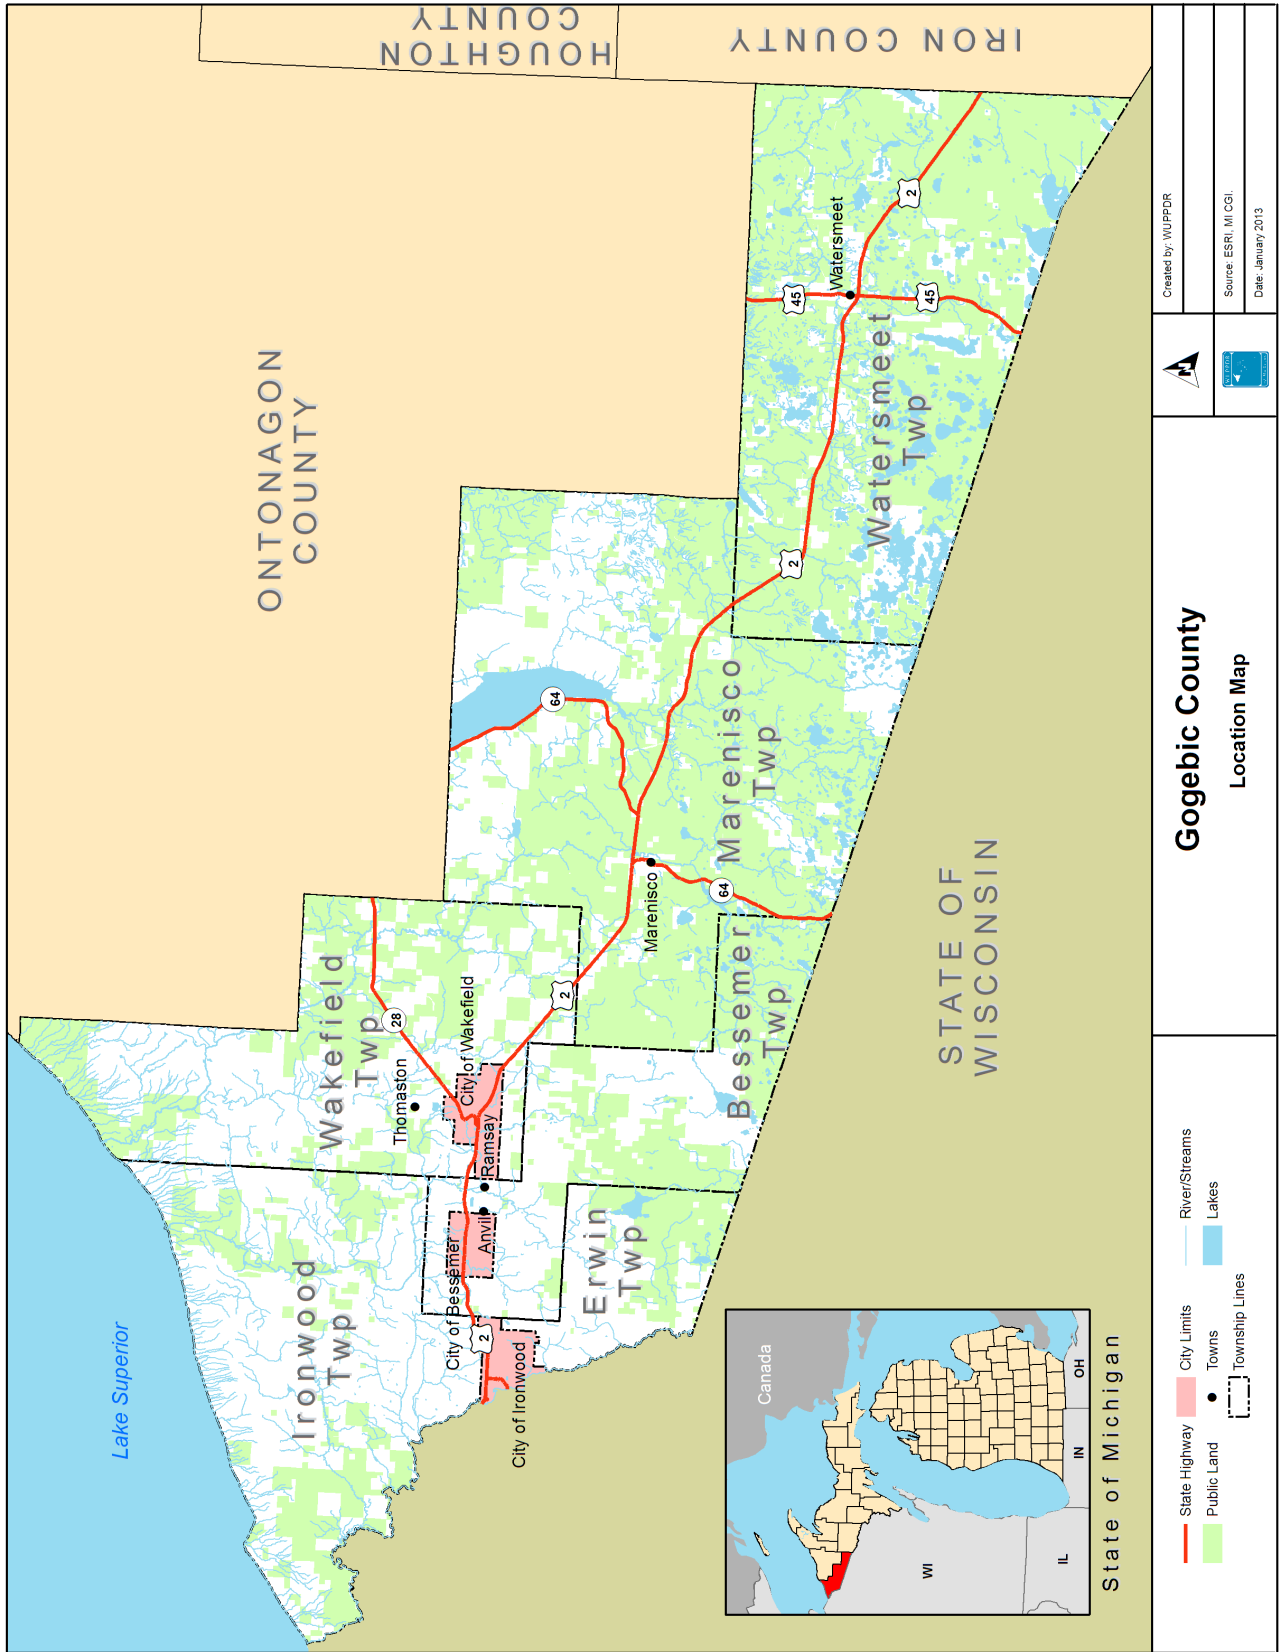 Lake Superior
ONTONAGON
COUNTY
HOUGHTON
COUNTY
IRON COUNTY
Ironwood
Twp
Wakefield
Twp
28
Thomaston
City of Wakefield
Ramsay
Anvil
City of Bessemer
2
City of Ironwood
Erwin
Twp
Bessemer
Twp
2
Marenisco
64
64
Marenisco
Twp
2
Watersmeet
Twp
45
Watersmeet
45
2
STATE OF
WISCONSIN
Canada
WI
IL
IN
OH
State of Michigan
State Highway
Public Land
City Limits
Towns
Township Lines
River/Streams
Lakes
Gogebic County
Location Map
N
WUPPDR
Created by: WUPPDR
Source: ESRI, MI CGI.
Date: January 2013